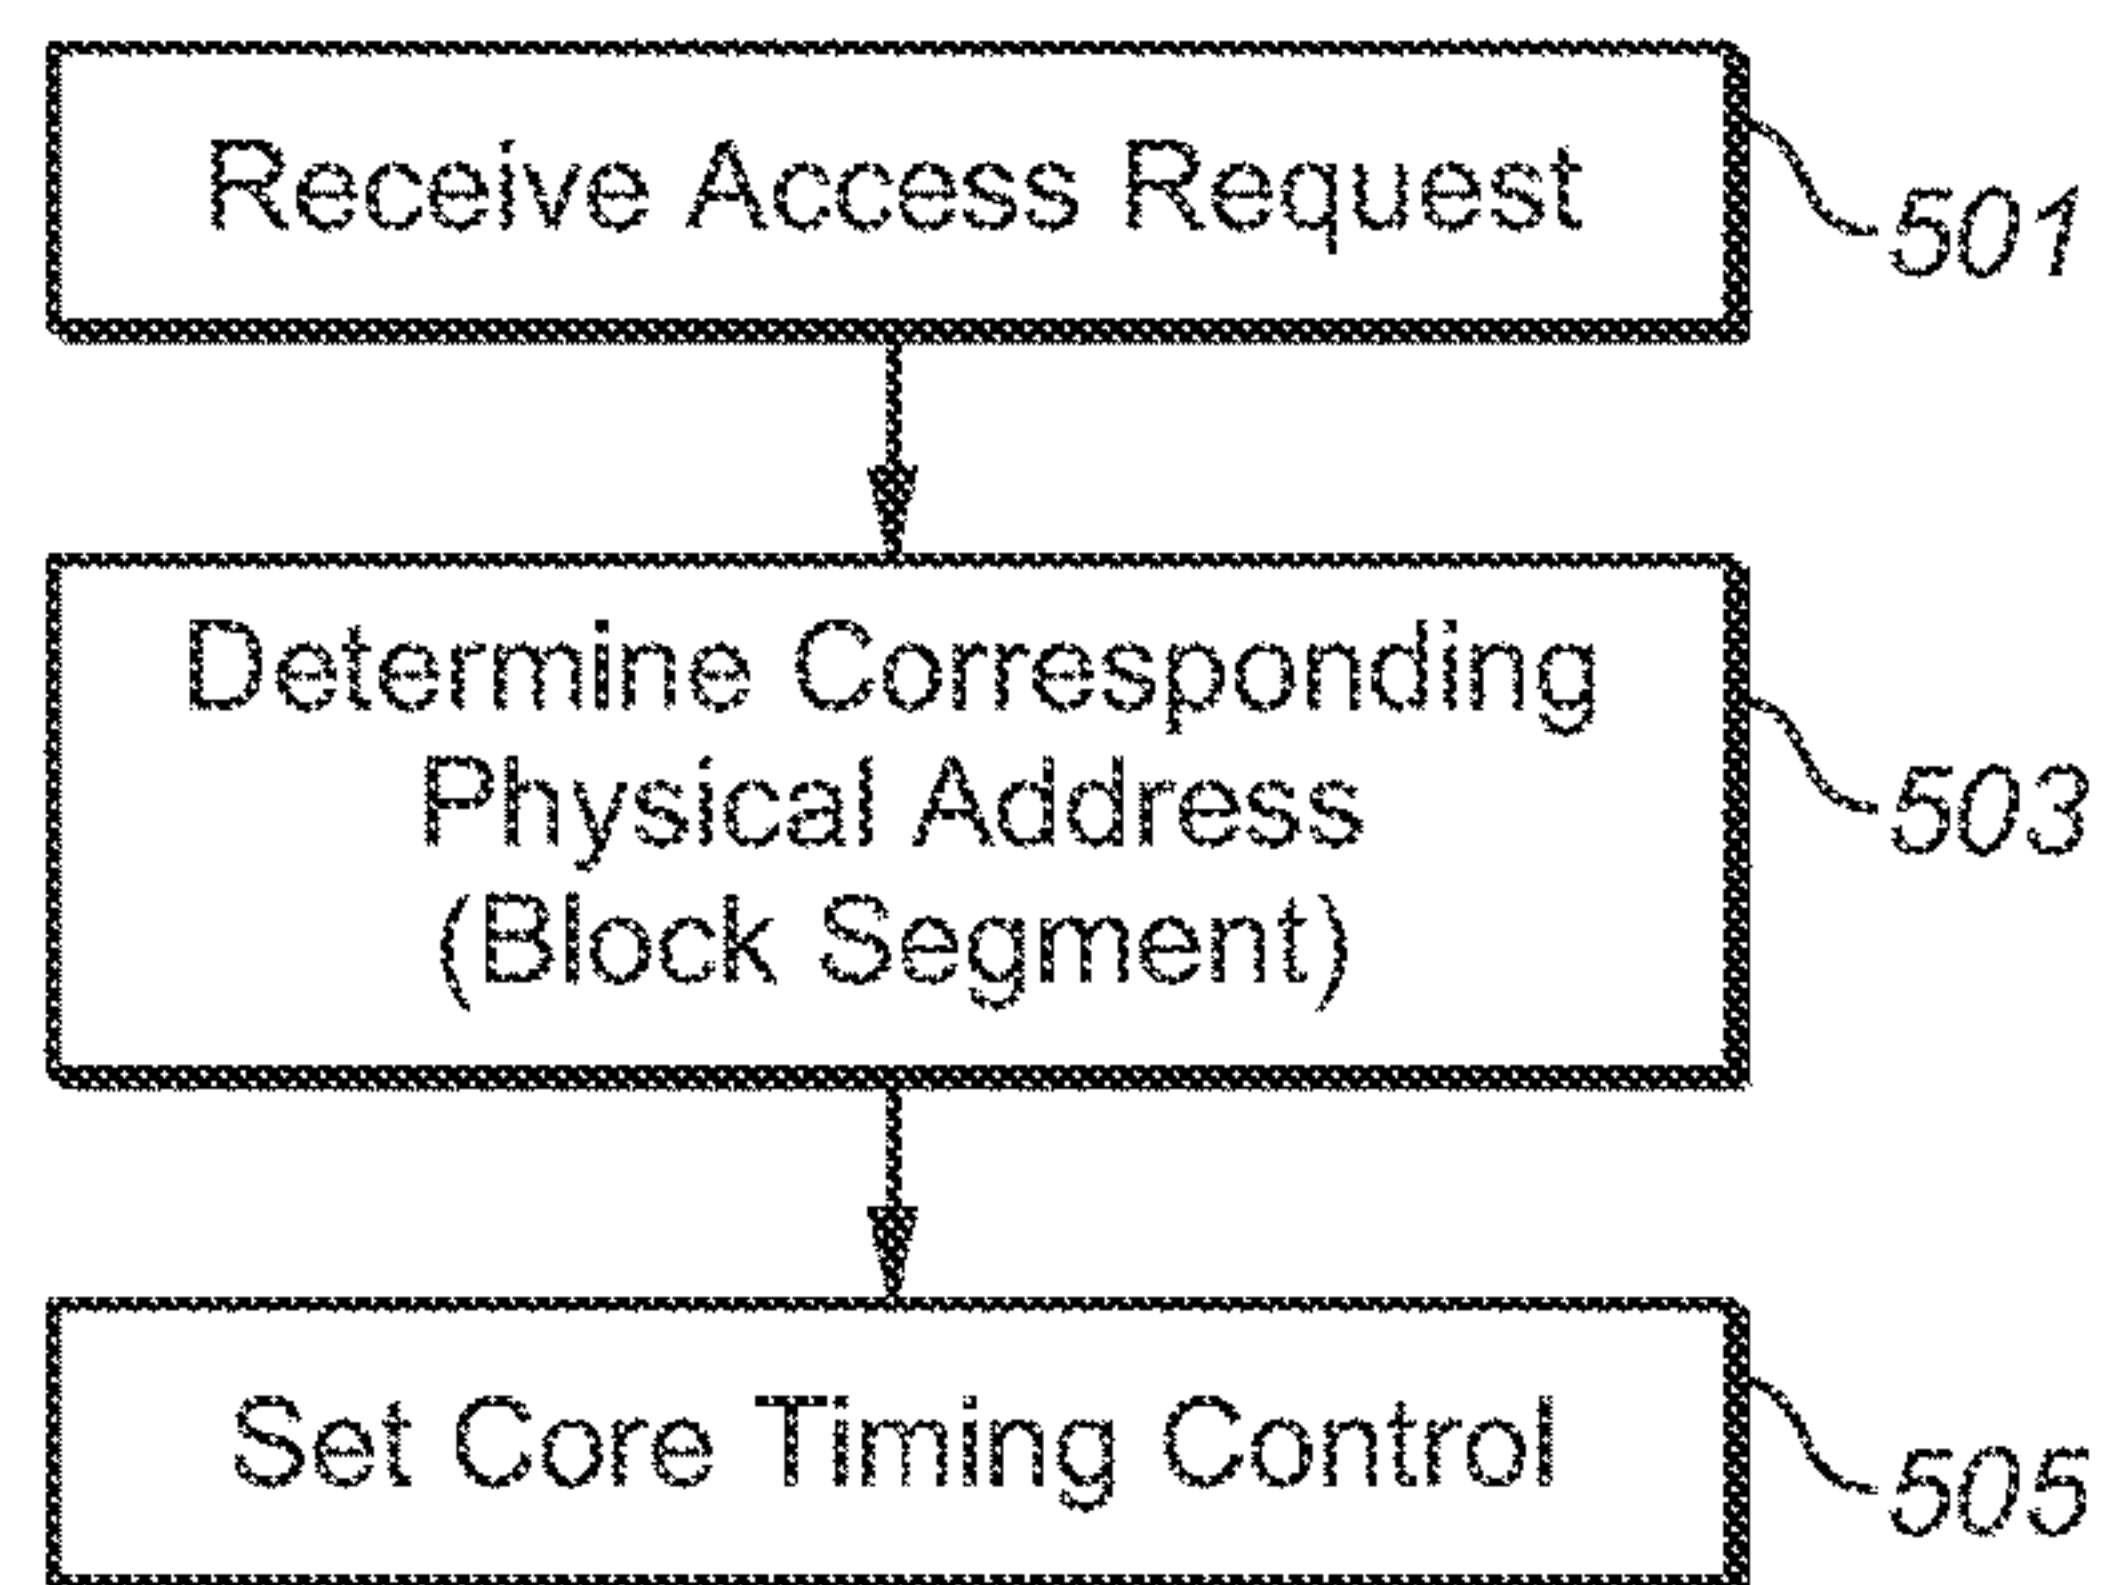 Receive Access Request
501
Determine Corresponding
Physical Address
(Block Segment)
503
Set Core Timing Control
505